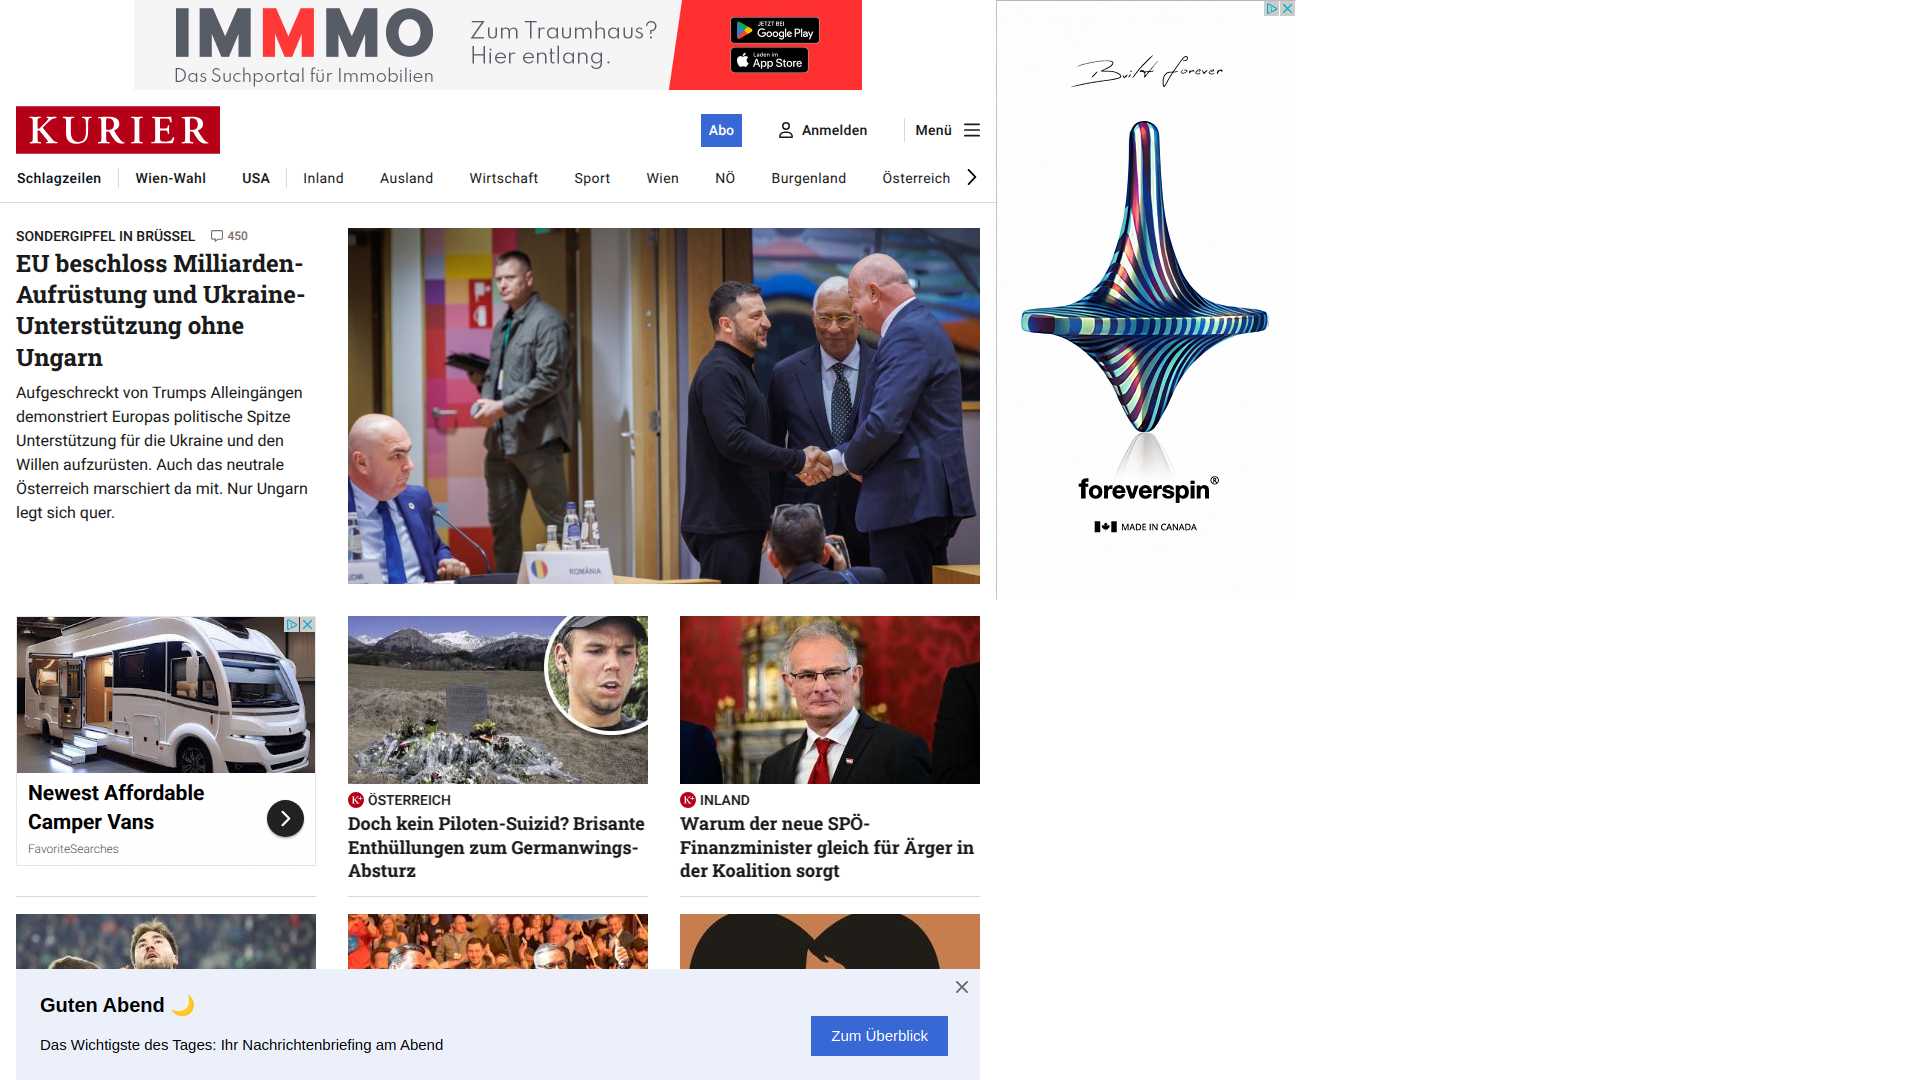 IMMMO
Das Suchportal für Immobilien
Zum Traumhaus?
Hier entlang.
JETZT BEI
Google Play
Laden im
App Store
KURIER
Abo
Anmelden
Menü
Schlagzeilen
Wien-Wahl
USA
Inland
Ausland
Wirtschaft
Sport
Wien
NÖ
Burgenland
Österreich
SONDERGIPFEL IN BRÜSSEL 450
EU beschloss Milliarden-
Aufrüstung und Ukraine-
Unterstützung ohne
Ungarn
Aufgeschreckt von Trumps Alleingängen
demonstriert Europas politische Spitze
Unterstützung für die Ukraine und den
Willen aufzurüsten. Auch das neutrale
Österreich marschiert da mit. Nur Ungarn
legt sich quer.
ROMÂNIA
Built forever
foreverspin®
MADE IN CANADA
Newest Affordable
Camper Vans
FavoriteSearches
K+ ÖSTERREICH
Doch kein Piloten-Suizid? Brisante
Enthüllungen zum Germanwings-
Absturz
K+ INLAND
Warum der neue SPÖ-
Finanzminister gleich für Ärger in
der Koalition sorgt
Guten Abend 🌙
Das Wichtigste des Tages: Ihr Nachrichtenbriefing am Abend
Zum Überblick